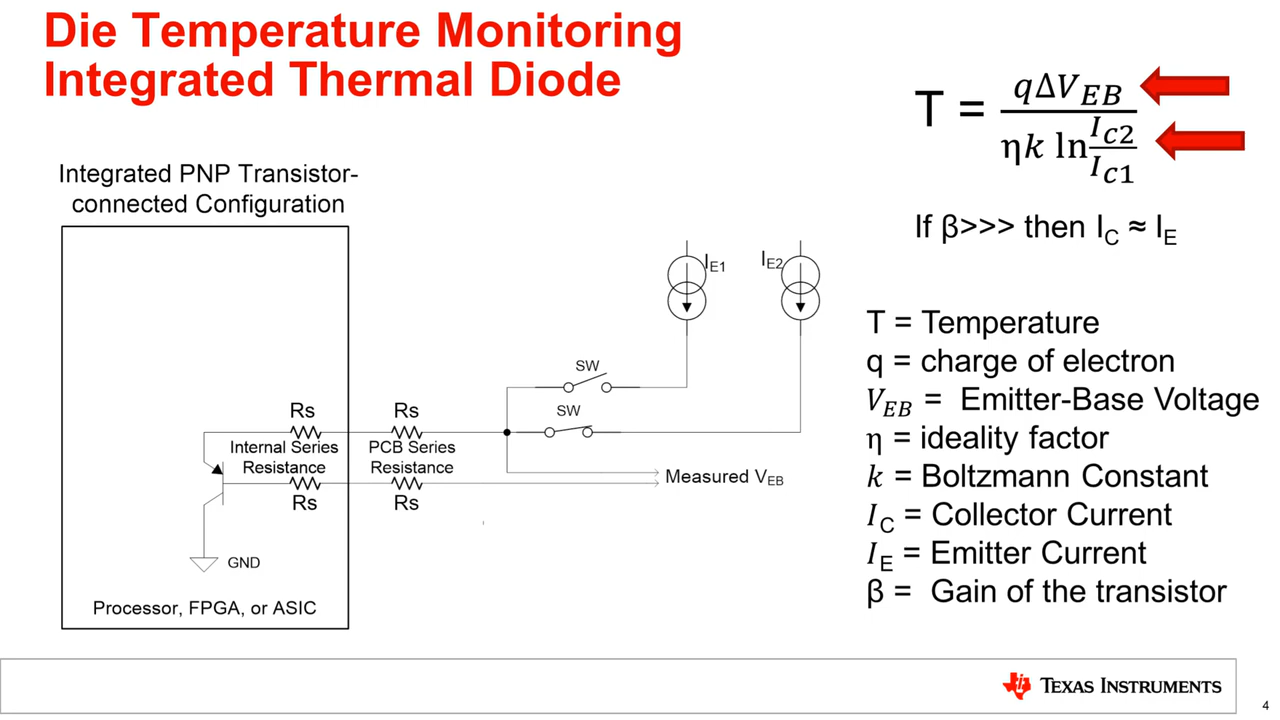 Die Temperature Monitoring
Integrated Thermal Diode
T = qΔV_EB / ηk ln(I_C2 / I_C1)
If β>>> then I_C ≈ I_E
Integrated PNP Transistor-
connected Configuration
I_E1
I_E2
SW
SW
Rs
Rs
Internal Series
Resistance
PCB Series
Resistance
Rs
Rs
Measured V_EB
GND
Processor, FPGA, or ASIC
T = Temperature
q = charge of electron
V_EB = Emitter-Base Voltage
η = ideality factor
k = Boltzmann Constant
I_C = Collector Current
I_E = Emitter Current
β = Gain of the transistor
TEXAS INSTRUMENTS
4